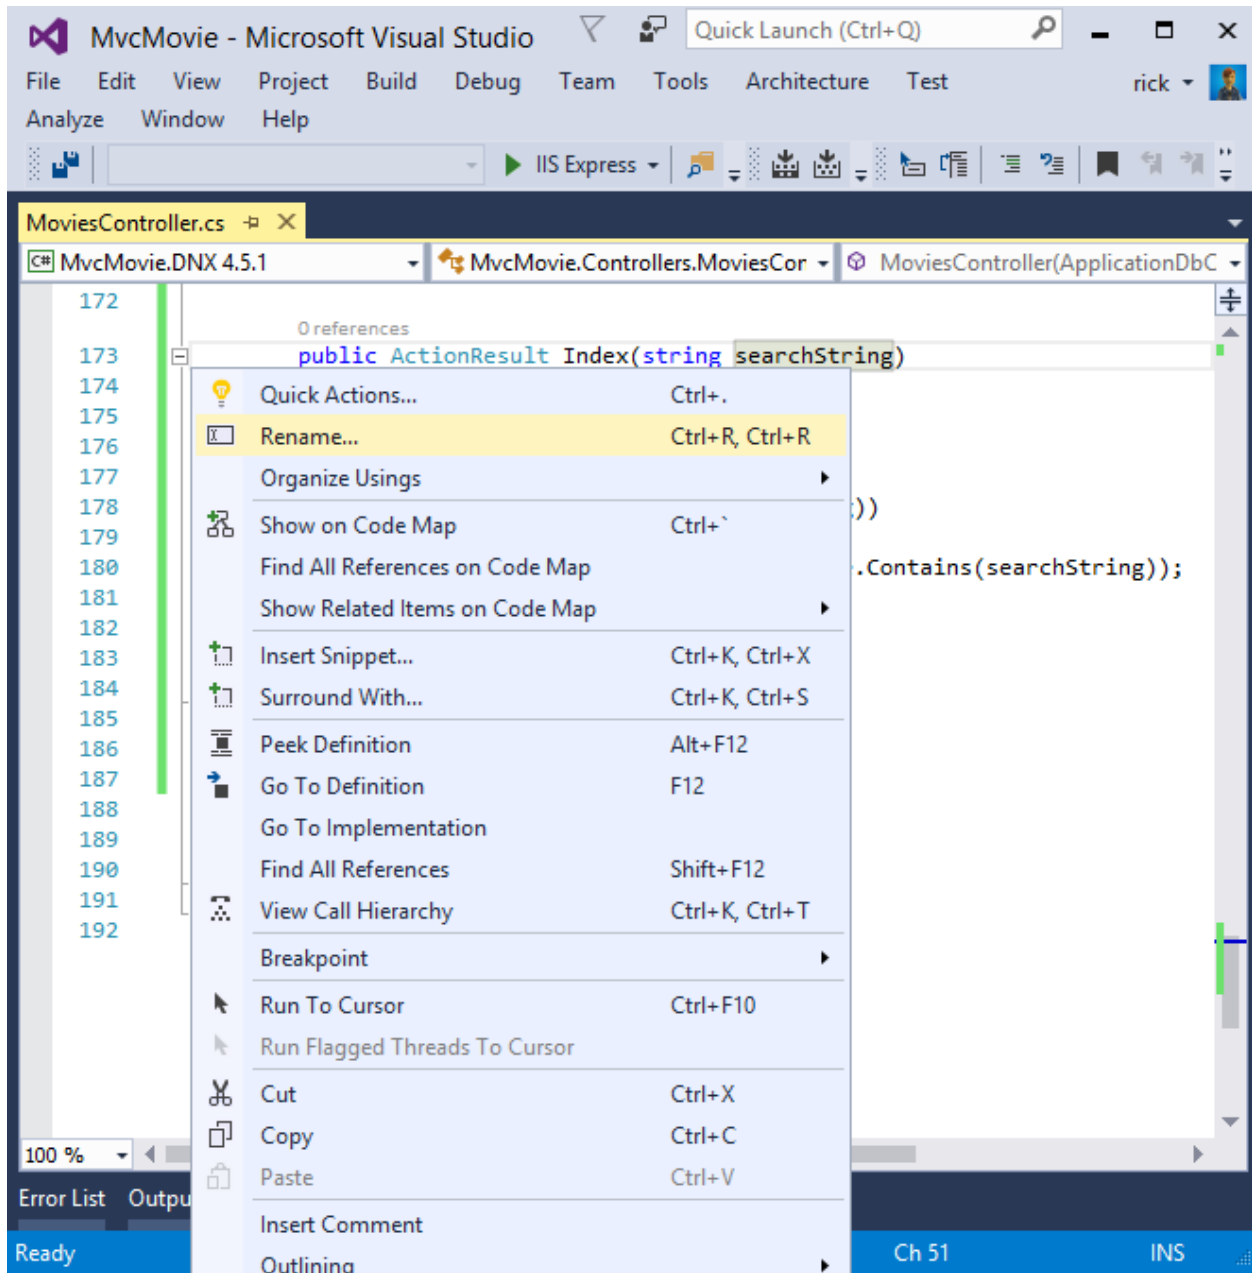 MvcMovie - Microsoft Visual Studio Quick Launch (Ctrl+Q)
File Edit View Project Build Debug Team Tools Architecture Test rick
Analyze Window Help
IIS Express
MoviesController.cs
C# MvcMovie.DNX 4.5.1 MvcMovie.Controllers.MoviesCor MoviesController(ApplicationDbC
172
0 references
173 public ActionResult Index(string searchString)
174
175
176
177
178 ))
179
180 .Contains(searchString));
181
182
183
184
185
186
187
188
189
190
191
192
Quick Actions... Ctrl+.
Rename... Ctrl+R, Ctrl+R
Organize Usings
Show on Code Map Ctrl+`
Find All References on Code Map
Show Related Items on Code Map
Insert Snippet... Ctrl+K, Ctrl+X
Surround With... Ctrl+K, Ctrl+S
Peek Definition Alt+F12
Go To Definition F12
Go To Implementation
Find All References Shift+F12
View Call Hierarchy Ctrl+K, Ctrl+T
Breakpoint
Run To Cursor Ctrl+F10
Run Flagged Threads To Cursor
Cut Ctrl+X
Copy Ctrl+C
Paste Ctrl+V
Insert Comment
Outlining
100 %
Error List Outpu
Ready Ch 51 INS